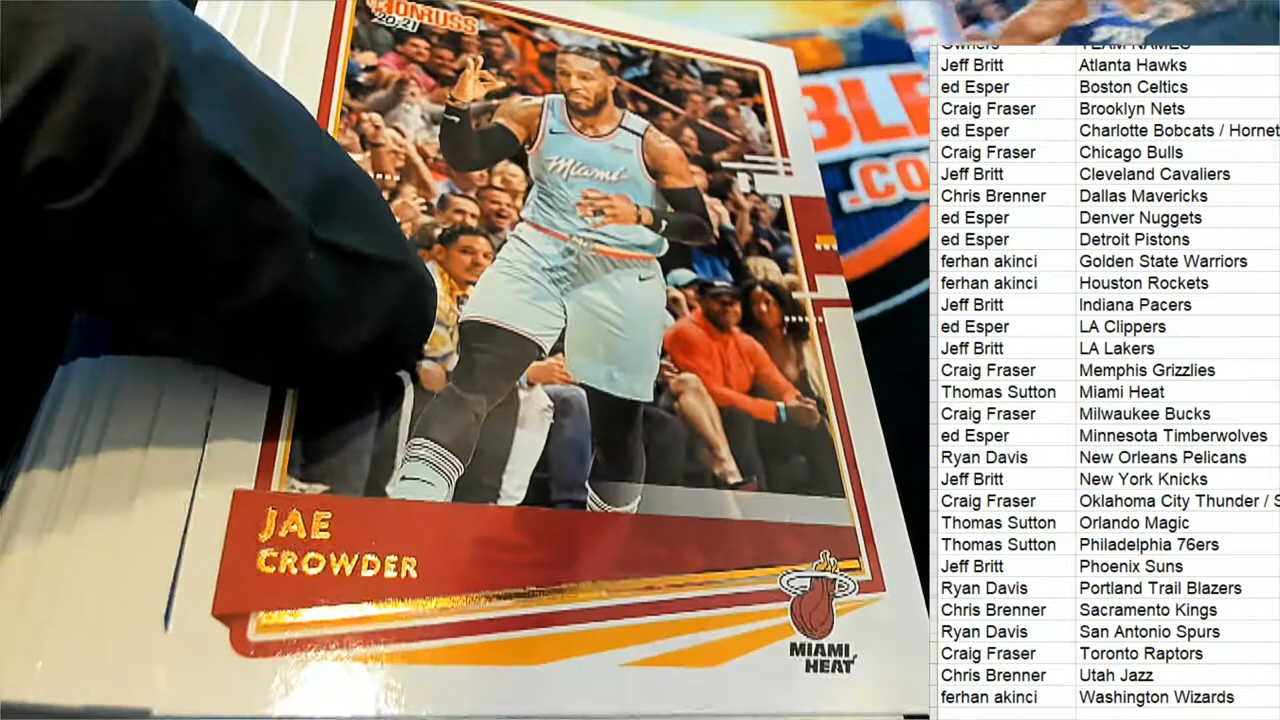 DONRUSS
20-21
Miami
JAE
CROWDER
MIAMI
HEAT
.CO
Owners TEAM NAMES
Jeff Britt Atlanta Hawks
ed Esper Boston Celtics
Craig Fraser Brooklyn Nets
ed Esper Charlotte Bobcats / Hornet
Craig Fraser Chicago Bulls
Jeff Britt Cleveland Cavaliers
Chris Brenner Dallas Mavericks
ed Esper Denver Nuggets
ed Esper Detroit Pistons
ferhan akinci Golden State Warriors
ferhan akinci Houston Rockets
Jeff Britt Indiana Pacers
ed Esper LA Clippers
Jeff Britt LA Lakers
Craig Fraser Memphis Grizzlies
Thomas Sutton Miami Heat
Craig Fraser Milwaukee Bucks
ed Esper Minnesota Timberwolves
Ryan Davis New Orleans Pelicans
Jeff Britt New York Knicks
Craig Fraser Oklahoma City Thunder / S
Thomas Sutton Orlando Magic
Thomas Sutton Philadelphia 76ers
Jeff Britt Phoenix Suns
Ryan Davis Portland Trail Blazers
Chris Brenner Sacramento Kings
Ryan Davis San Antonio Spurs
Craig Fraser Toronto Raptors
Chris Brenner Utah Jazz
ferhan akinci Washington Wizards